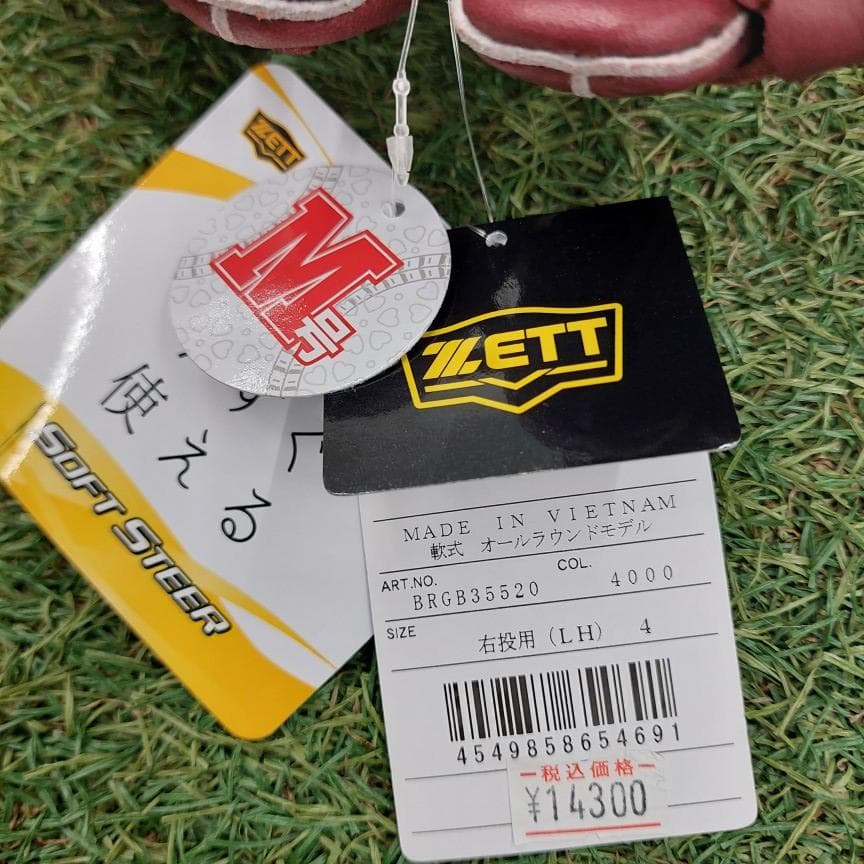 ZETT
M号
すぐ
使える
SOFT STEER
ZETT
MADE IN VIETNAM
軟式 オールラウンドモデル
ART.NO. BRGB35520 COL. 4000
SIZE 右投用(LH) 4
4549858654691
税込価格
¥14300